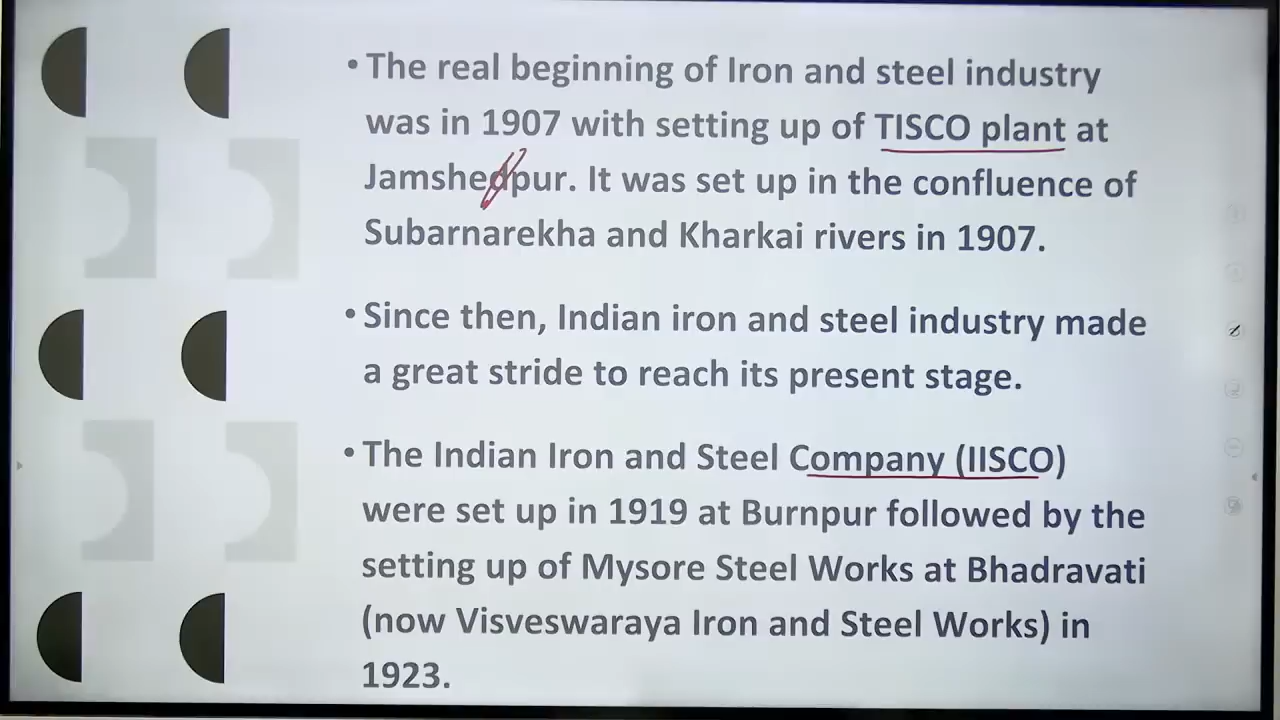 • The real beginning of Iron and steel industry
was in 1907 with setting up of TISCO plant at
Jamshedpur. It was set up in the confluence of
Subarnarekha and Kharkai rivers in 1907.
• Since then, Indian iron and steel industry made
a great stride to reach its present stage.
• The Indian Iron and Steel Company (IISCO)
were set up in 1919 at Burnpur followed by the
setting up of Mysore Steel Works at Bhadravati
(now Visveswaraya Iron and Steel Works) in
1923.